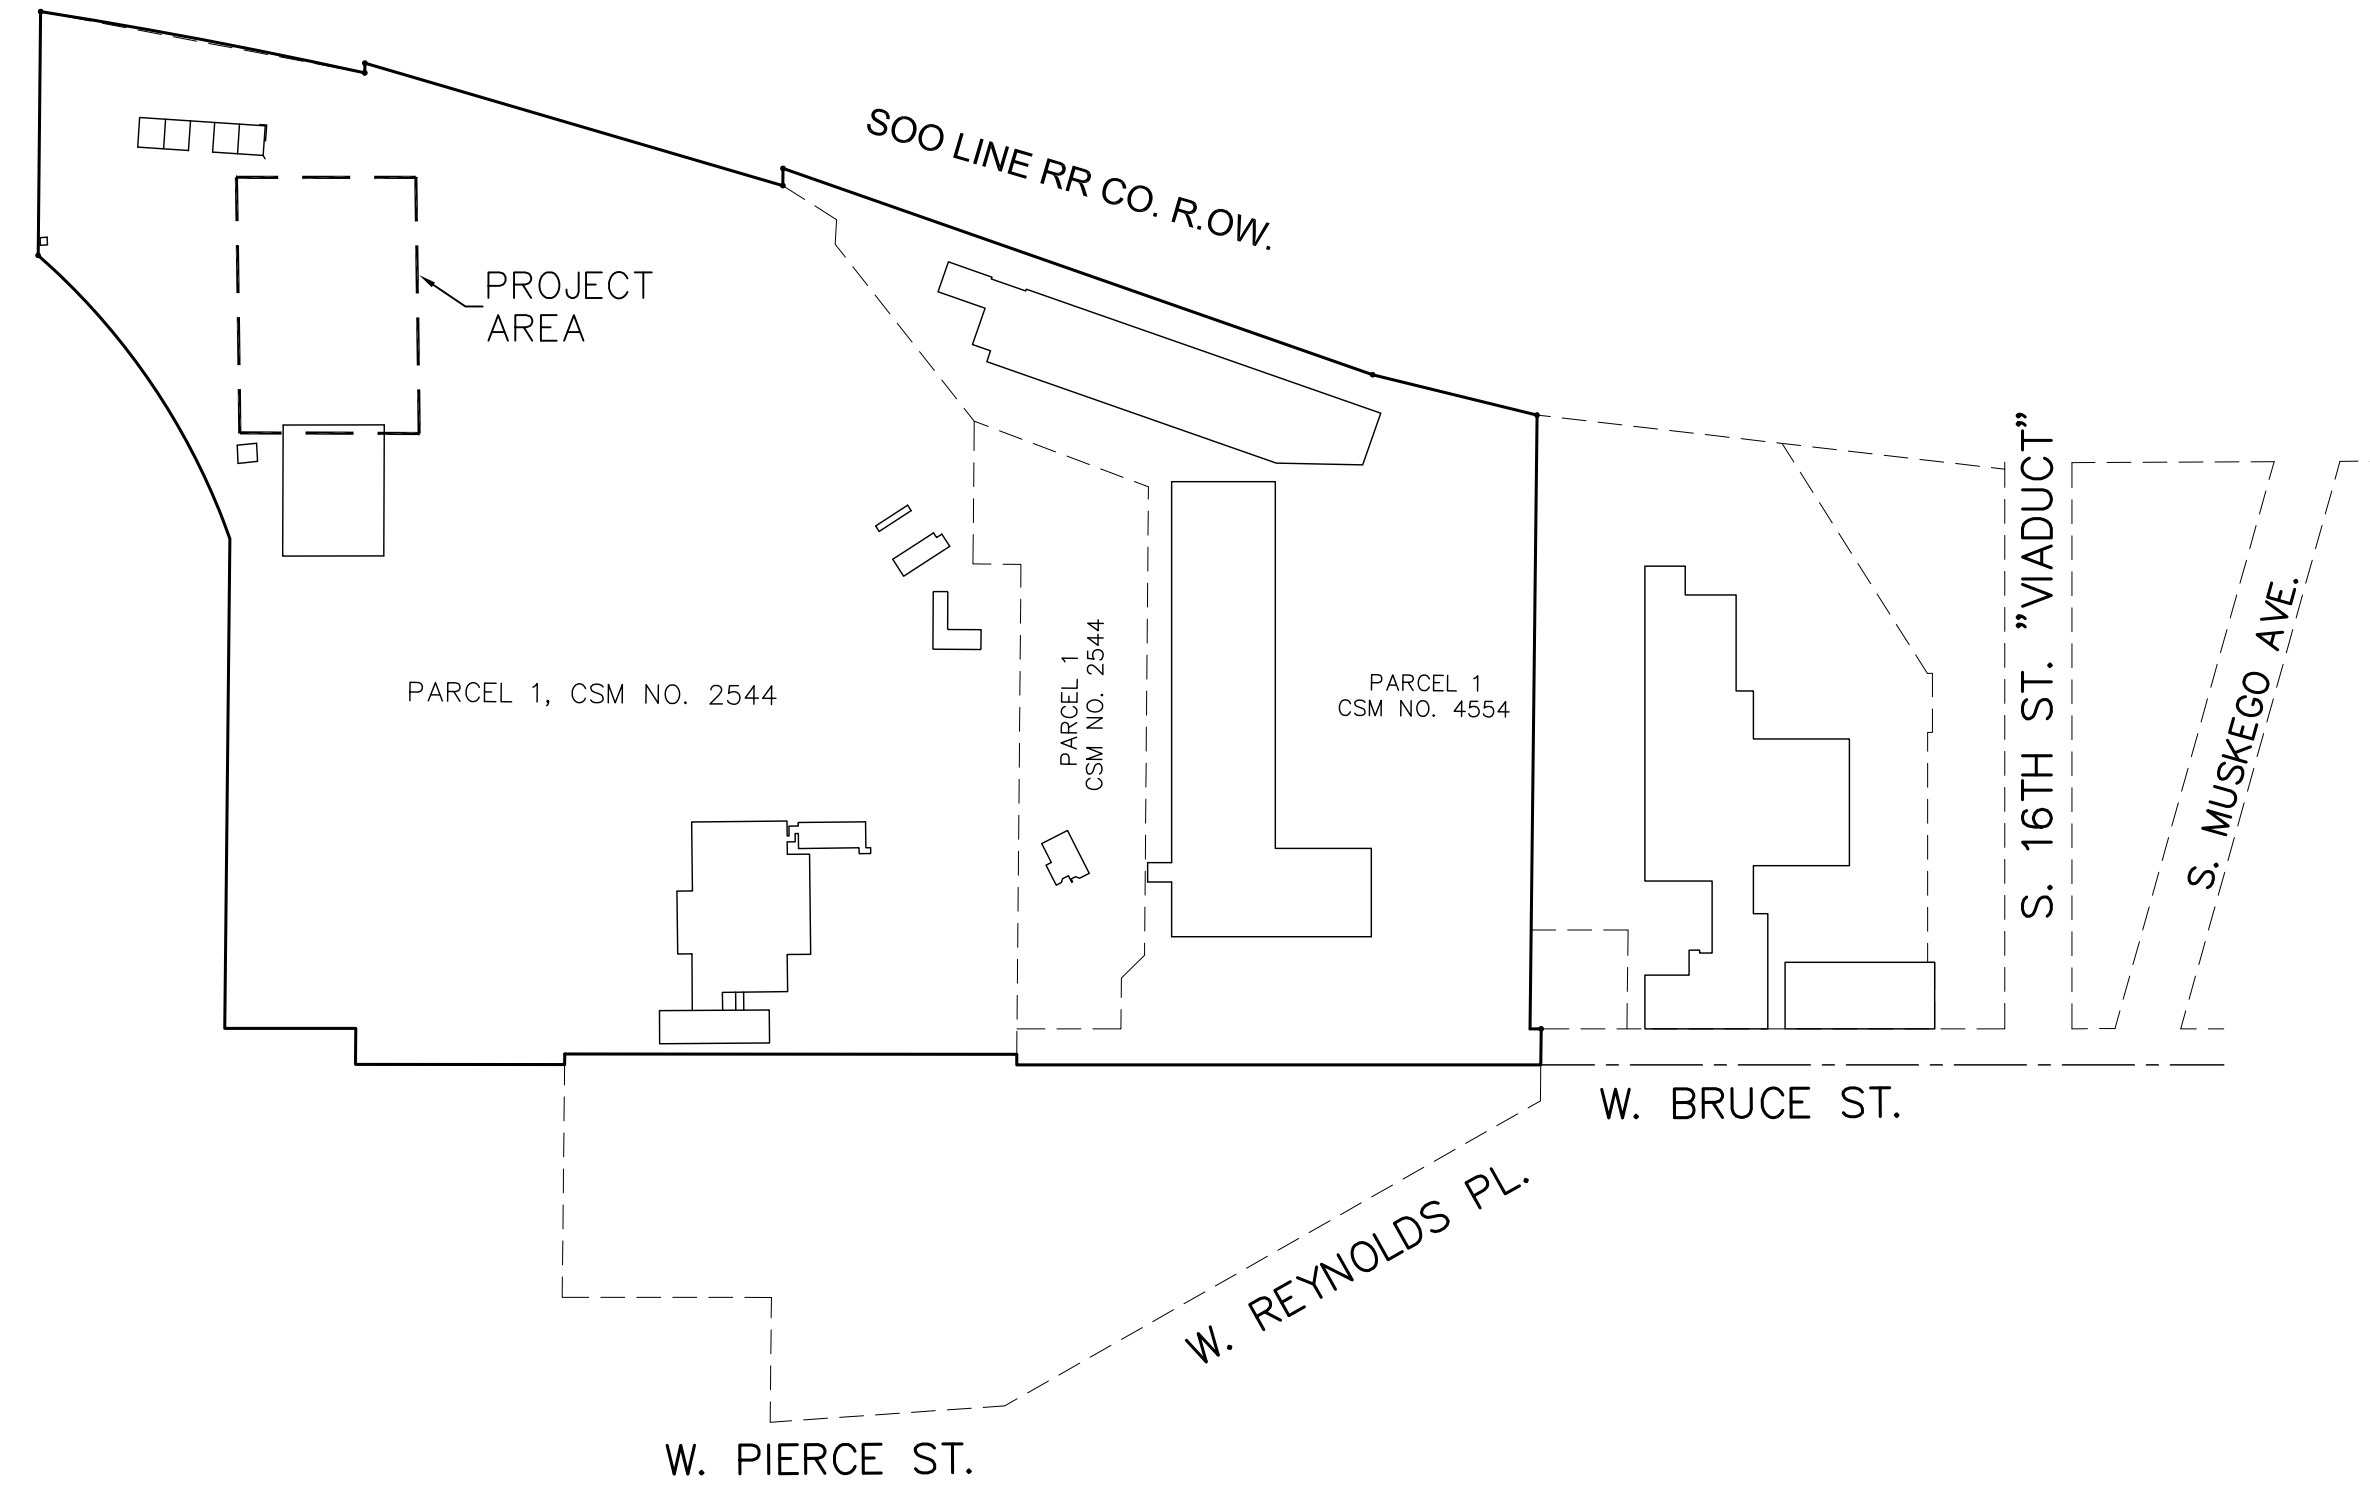 SOO LINE RR CO. R.OW.
PROJECT
AREA
PARCEL 1, CSM NO. 2544
PARCEL 1
CSM NO. 2544
PARCEL 1
CSM NO. 4554
S. 16TH ST. "VIADUCT"
S. MUSKEGO AVE.
W. BRUCE ST.
W. REYNOLDS PL.
W. PIERCE ST.